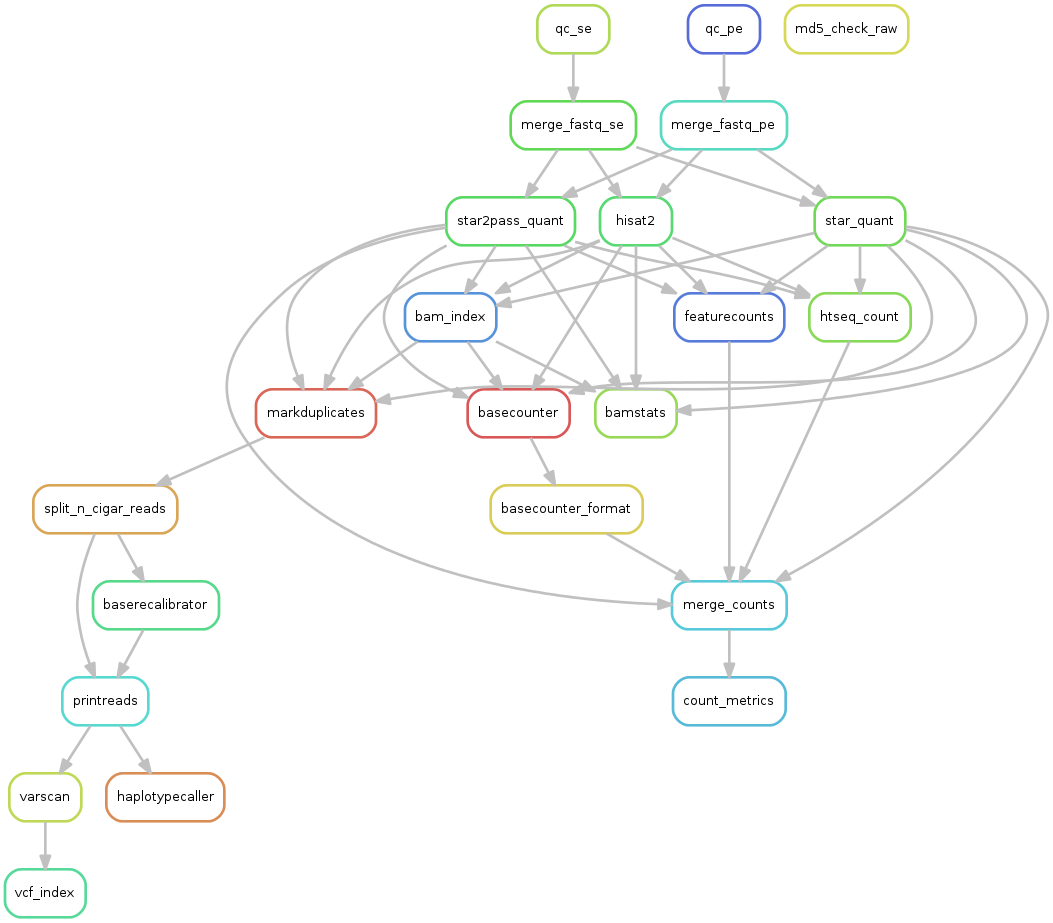 qc_se
qc_pe
md5_check_raw
merge_fastq_se
merge_fastq_pe
star2pass_quant
hisat2
star_quant
bam_index
featurecounts
htseq_count
markduplicates
basecounter
bamstats
split_n_cigar_reads
basecounter_format
baserecalibrator
merge_counts
printreads
count_metrics
varscan
haplotypecaller
vcf_index